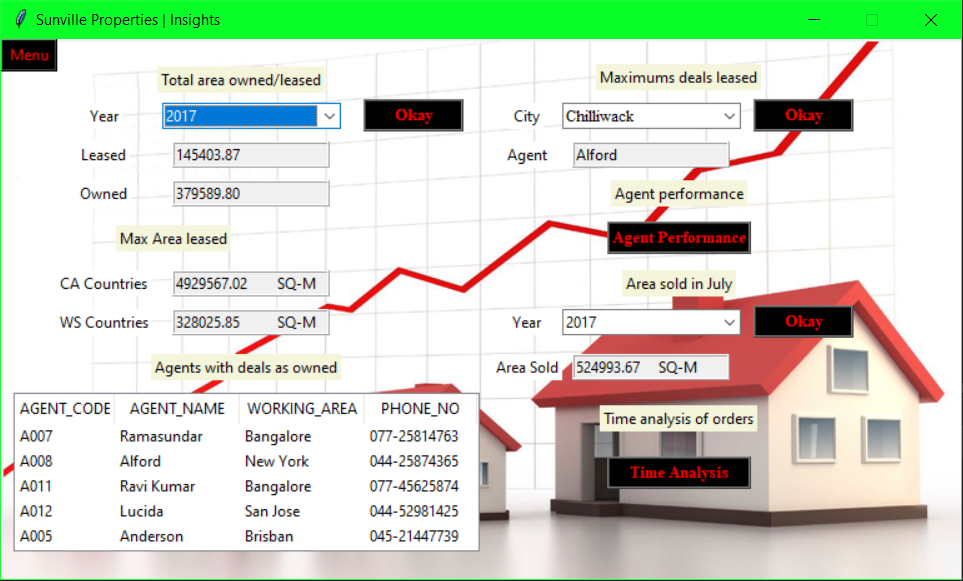 Sunville Properties | Insights
Menu
Total area owned/leased
Year 2017 Okay
Leased 145403.87
Owned 379589.80
Max Area leased
CA Countries 4929567.02 SQ-M
WS Countries 328025.85 SQ-M
Agents with deals as owned
AGENT_CODE AGENT_NAME WORKING_AREA PHONE_NO
A007 Ramasundar Bangalore 077-25814763
A008 Alford New York 044-25874365
A011 Ravi Kumar Bangalore 077-45625874
A012 Lucida San Jose 044-52981425
A005 Anderson Brisban 045-21447739
Maximums deals leased
City Chilliwack Okay
Agent Alford
Agent performance
Agent Performance
Area sold in July
Year 2017 Okay
Area Sold 524993.67 SQ-M
Time analysis of orders
Time Analysis